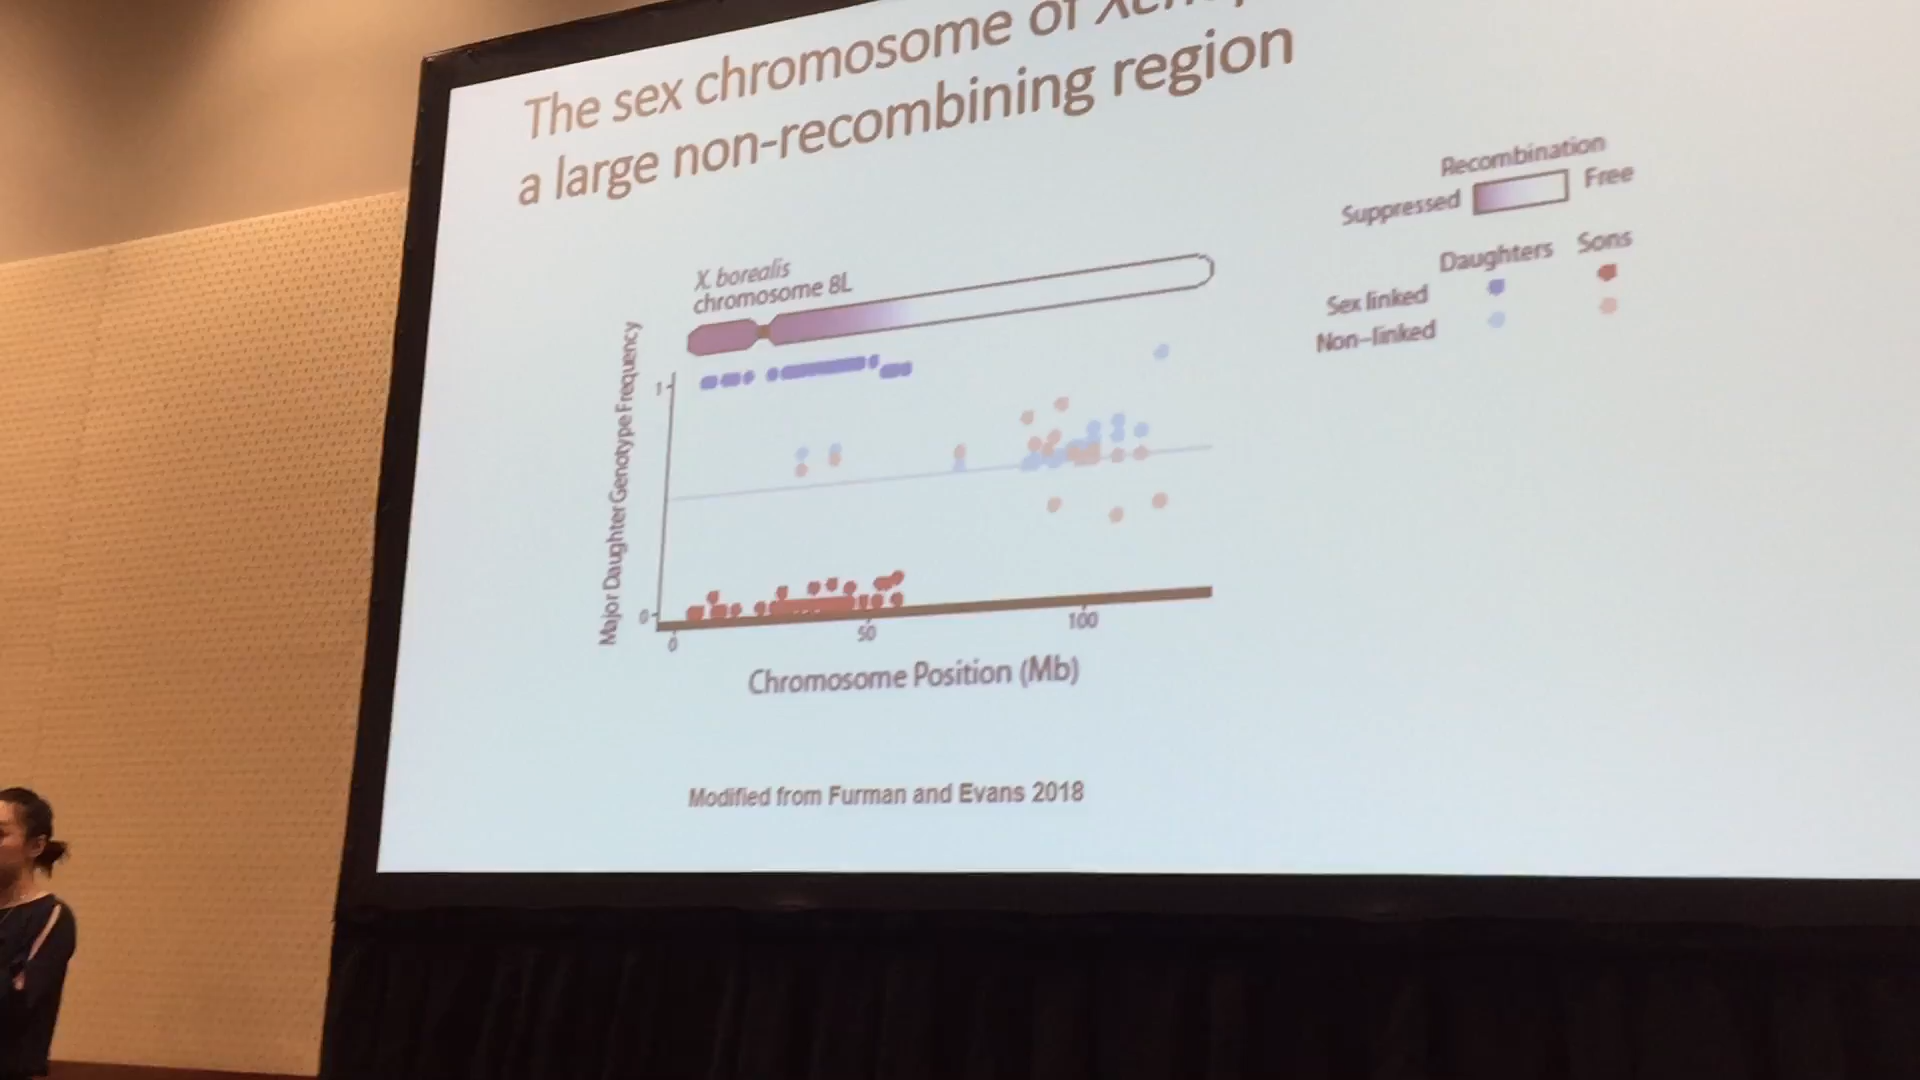 The sex chromosome of
a large non-recombining region
Recombination
Suppressed Free
Daughters Sons
Sex linked
Non-linked
X. borealis
chromosome 8L
Major Daughter Genotype Frequency
1
0
0 50 100
Chromosome Position (Mb)
Modified from Furman and Evans 2018